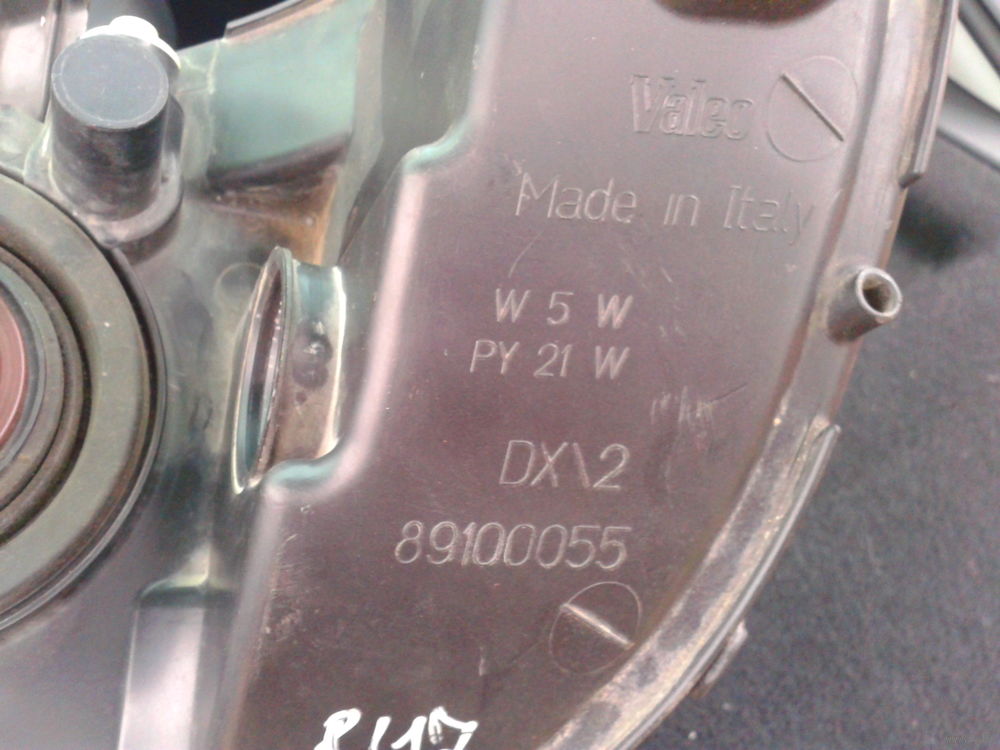 Valeo
Made in Italy
W 5 W
PY 21 W
DX\2
89100055